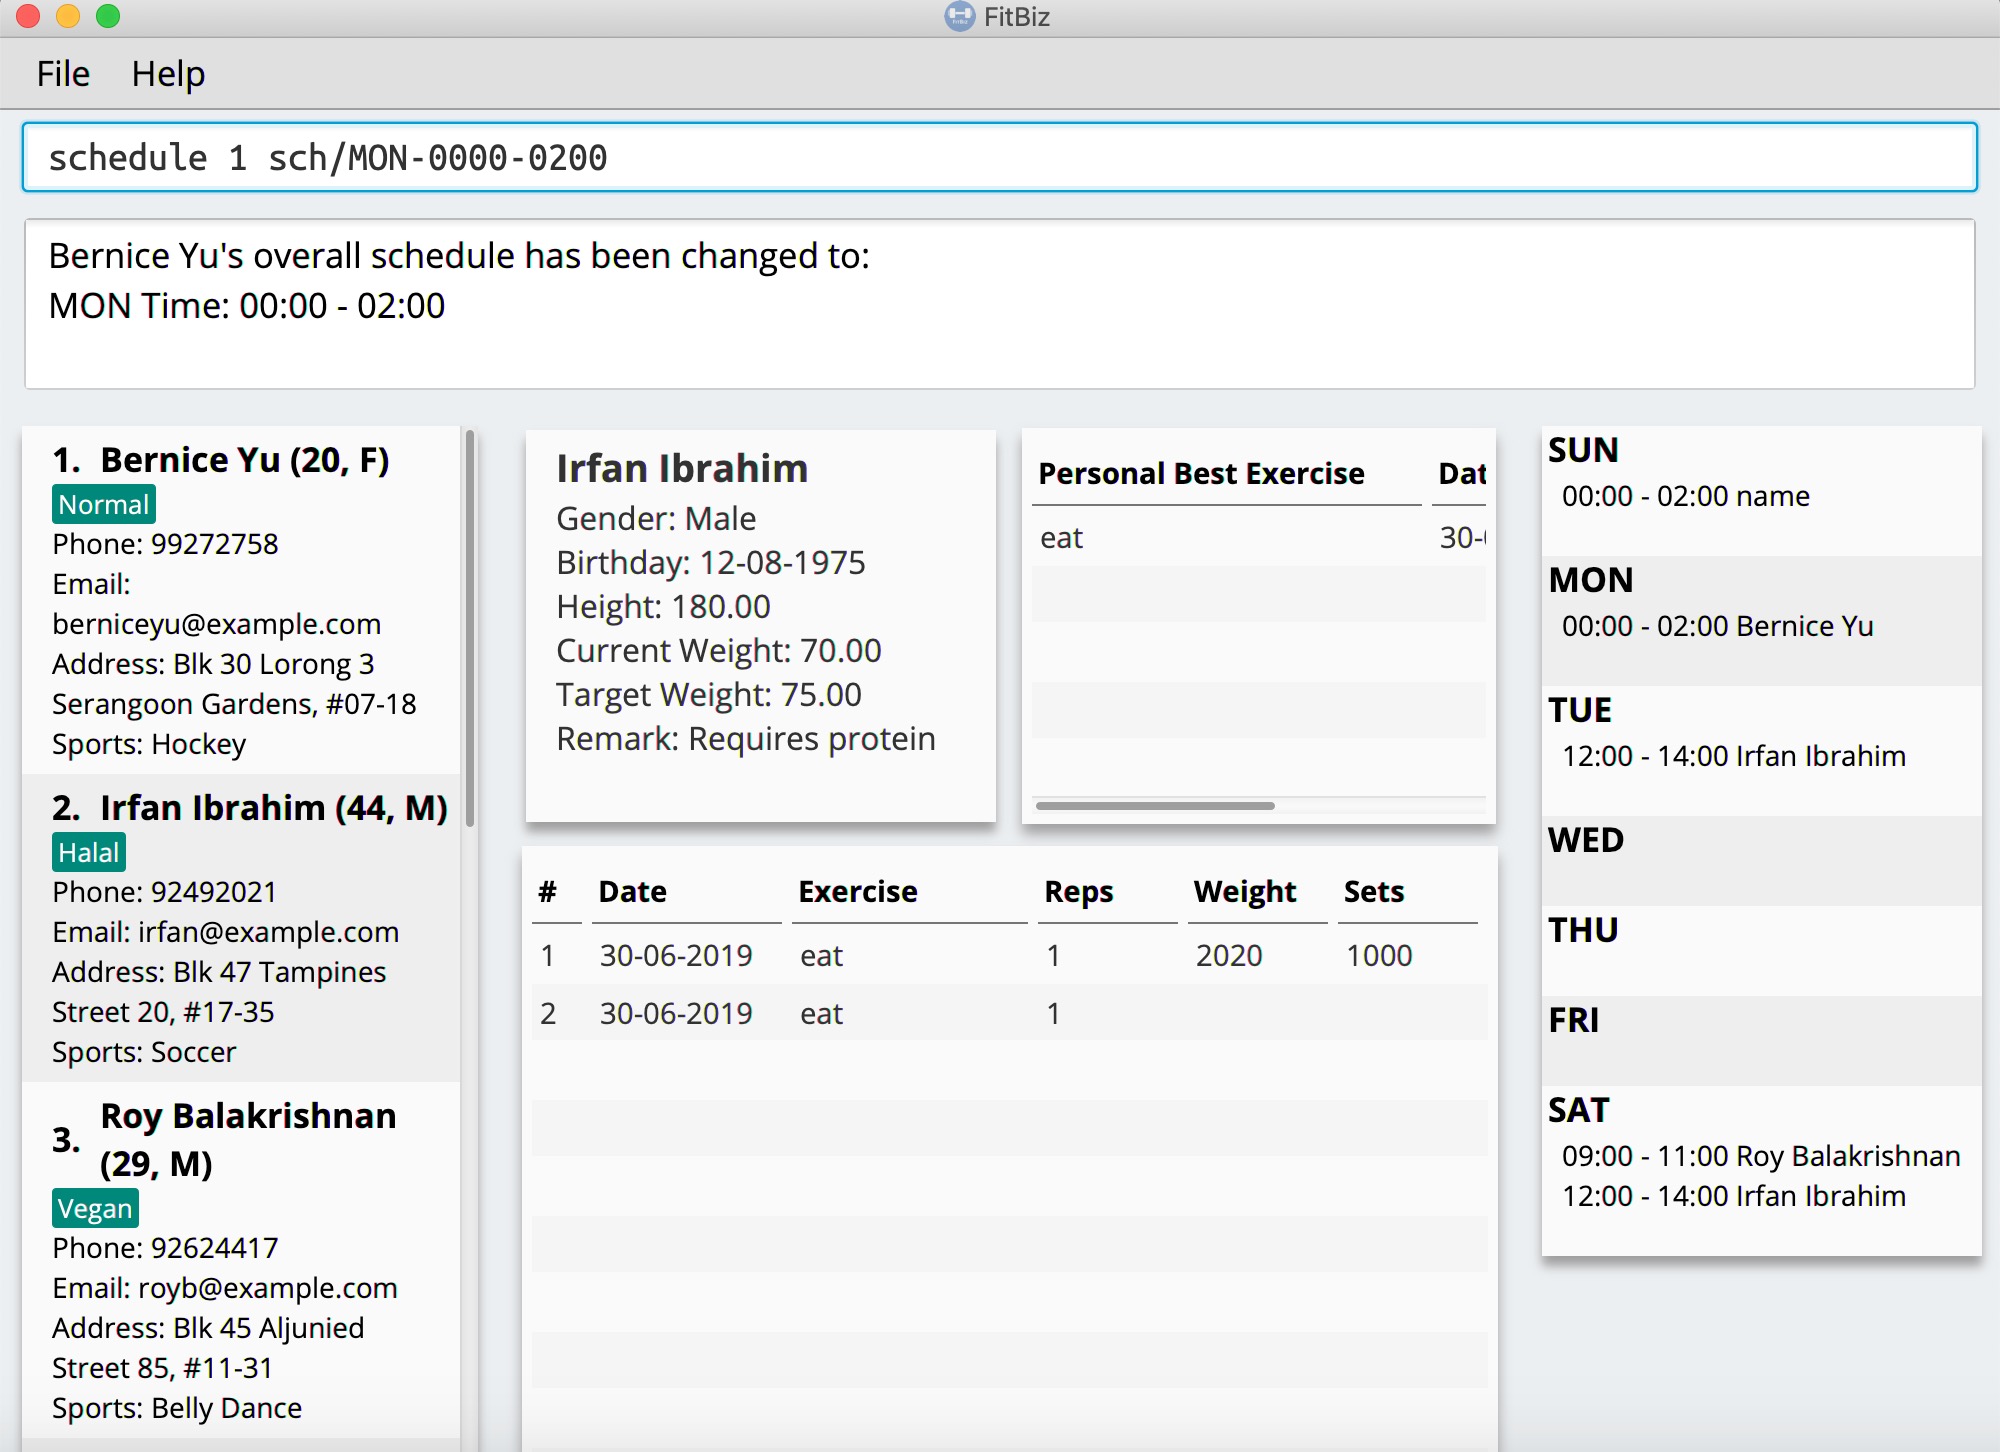 FitBiz
File Help
schedule 1 sch/MON-0000-0200
Bernice Yu's overall schedule has been changed to:
MON Time: 00:00 - 02:00
1. Bernice Yu (20, F)
Normal
Phone: 99272758
Email:
berniceyu@example.com
Address: Blk 30 Lorong 3
Serangoon Gardens, #07-18
Sports: Hockey
2. Irfan Ibrahim (44, M)
Halal
Phone: 92492021
Email: irfan@example.com
Address: Blk 47 Tampines
Street 20, #17-35
Sports: Soccer
3. Roy Balakrishnan
(29, M)
Vegan
Phone: 92624417
Email: royb@example.com
Address: Blk 45 Aljunied
Street 85, #11-31
Sports: Belly Dance
Irfan Ibrahim
Gender: Male
Birthday: 12-08-1975
Height: 180.00
Current Weight: 70.00
Target Weight: 75.00
Remark: Requires protein
Personal Best Exercise Dat
eat 30-
# Date Exercise Reps Weight Sets
1 30-06-2019 eat 1 2020 1000
2 30-06-2019 eat 1
SUN
00:00 - 02:00 name
MON
00:00 - 02:00 Bernice Yu
TUE
12:00 - 14:00 Irfan Ibrahim
WED
THU
FRI
SAT
09:00 - 11:00 Roy Balakrishnan
12:00 - 14:00 Irfan Ibrahim